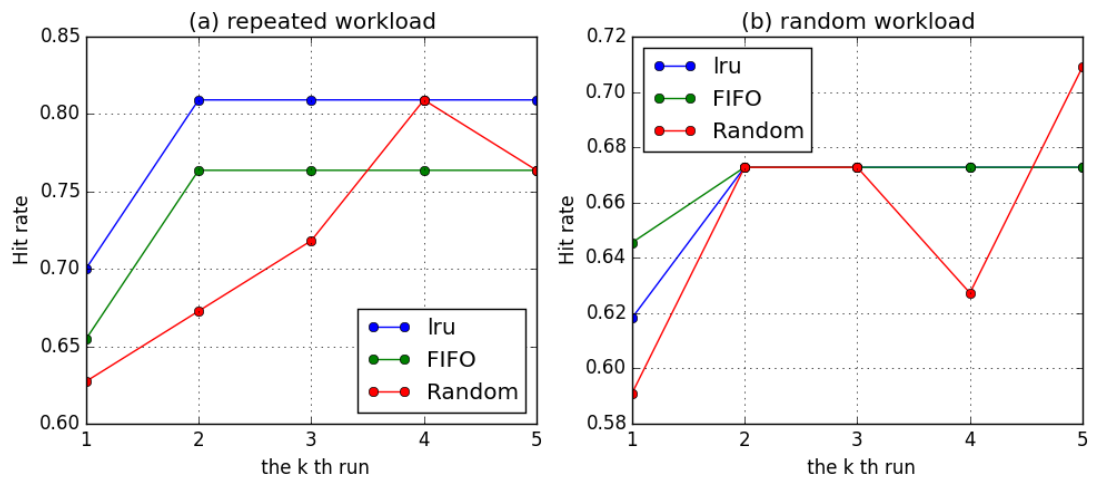 (a) repeated workload
0.85
0.80
0.75
0.70
0.65
0.60
Hit rate
1 2 3 4 5
the k th run
lru
FIFO
Random
(b) random workload
0.72
0.70
0.68
0.66
0.64
0.62
0.60
0.58
Hit rate
1 2 3 4 5
the k th run
lru
FIFO
Random